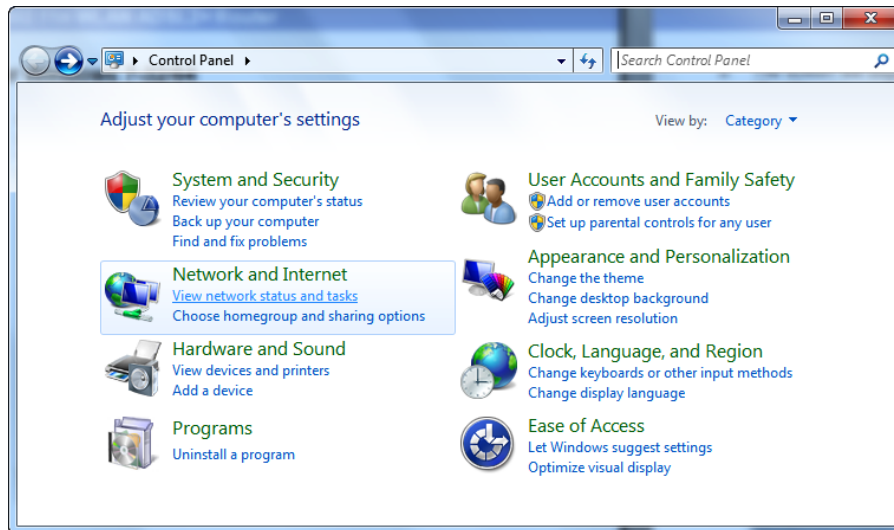 Control Panel
Search Control Panel
Adjust your computer's settings
View by: Category
System and Security
Review your computer's status
Back up your computer
Find and fix problems
Network and Internet
View network status and tasks
Choose homegroup and sharing options
Hardware and Sound
View devices and printers
Add a device
Programs
Uninstall a program
User Accounts and Family Safety
Add or remove user accounts
Set up parental controls for any user
Appearance and Personalization
Change the theme
Change desktop background
Adjust screen resolution
Clock, Language, and Region
Change keyboards or other input methods
Change display language
Ease of Access
Let Windows suggest settings
Optimize visual display